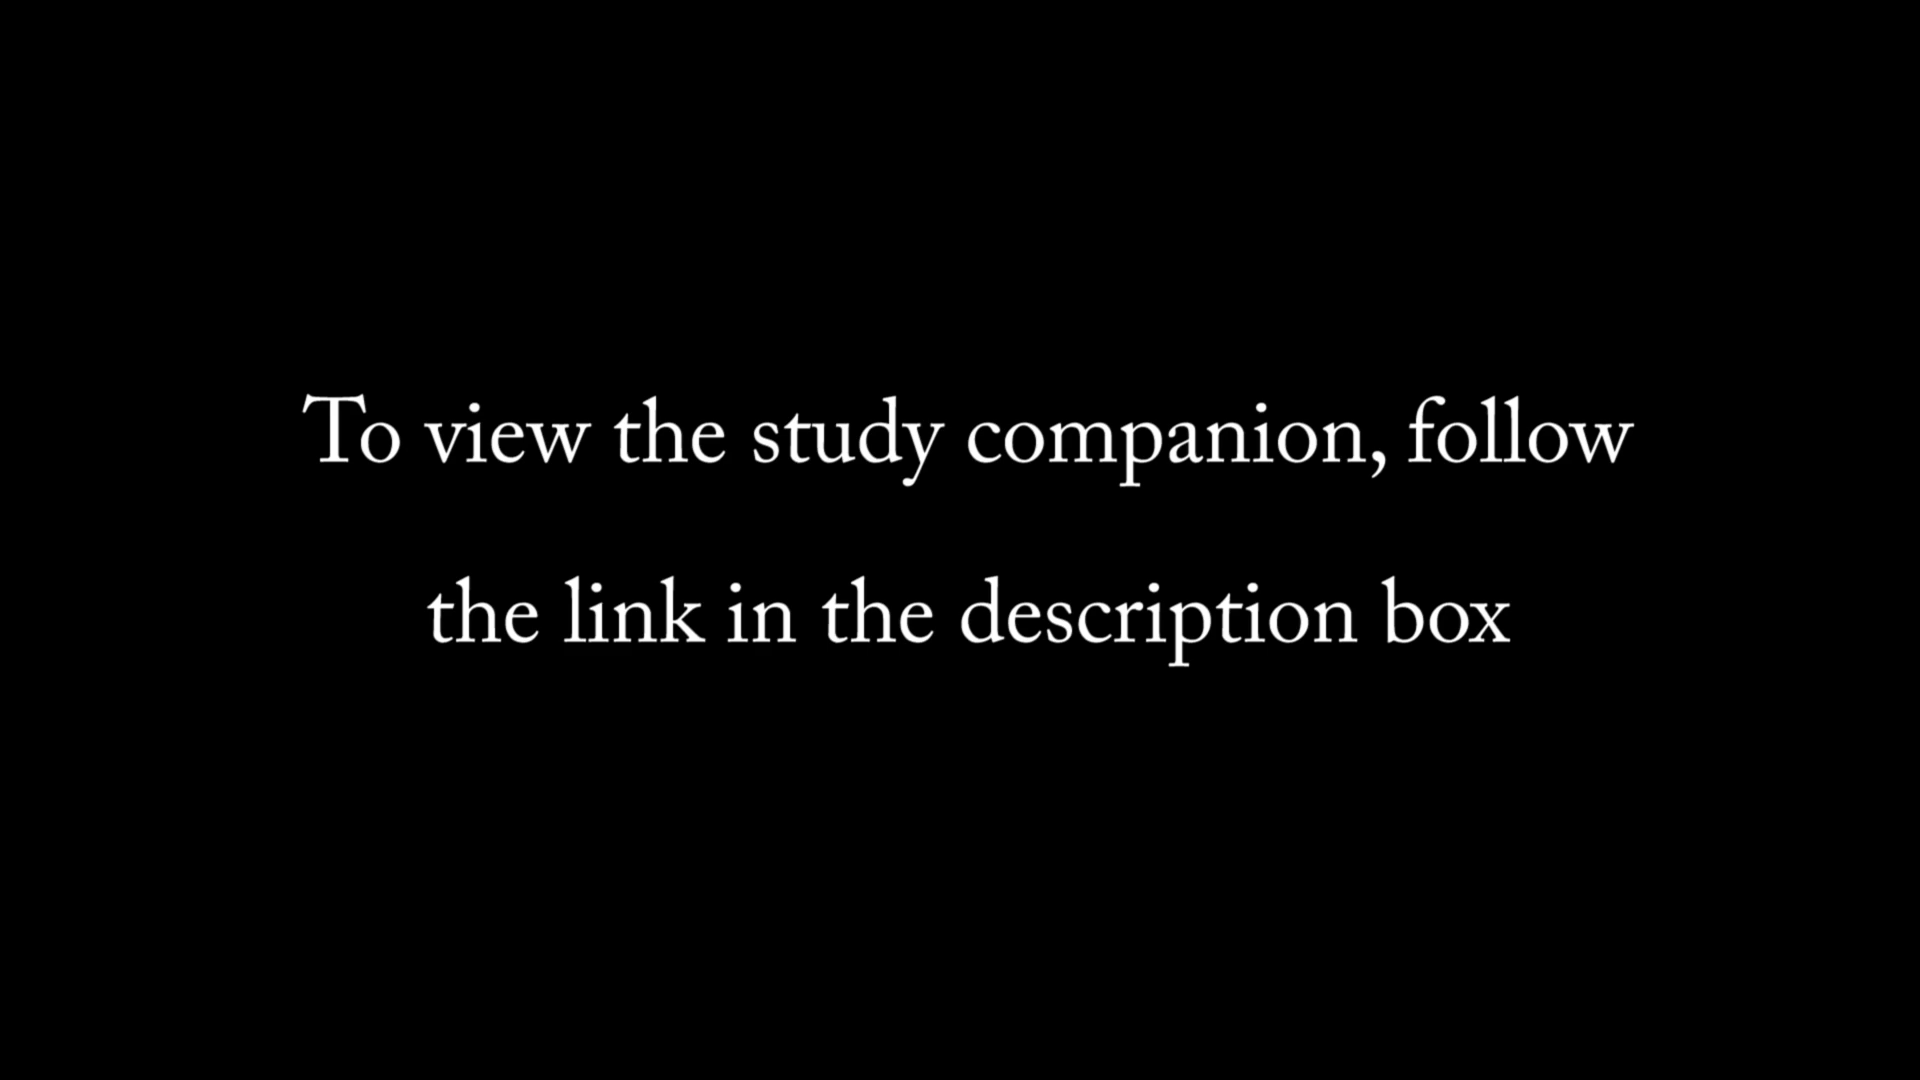 To view the study companion, follow
the link in the description box